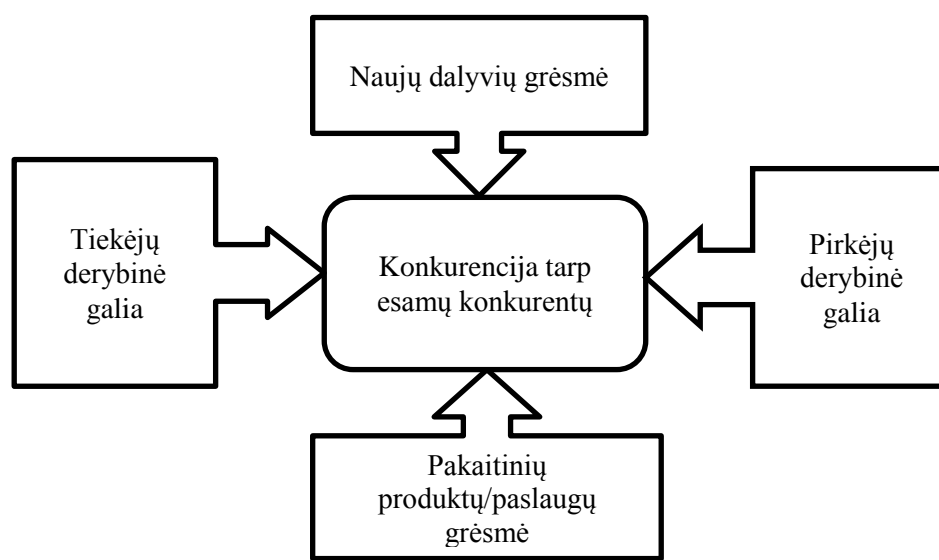 Naujų dalyvių grėsmė
Tiekėjų
derybinė
galia
Konkurencija tarp
esamų konkurentų
Pirkėjų
derybinė
galia
Pakaitinių
produktų/paslaugų
grėsmė